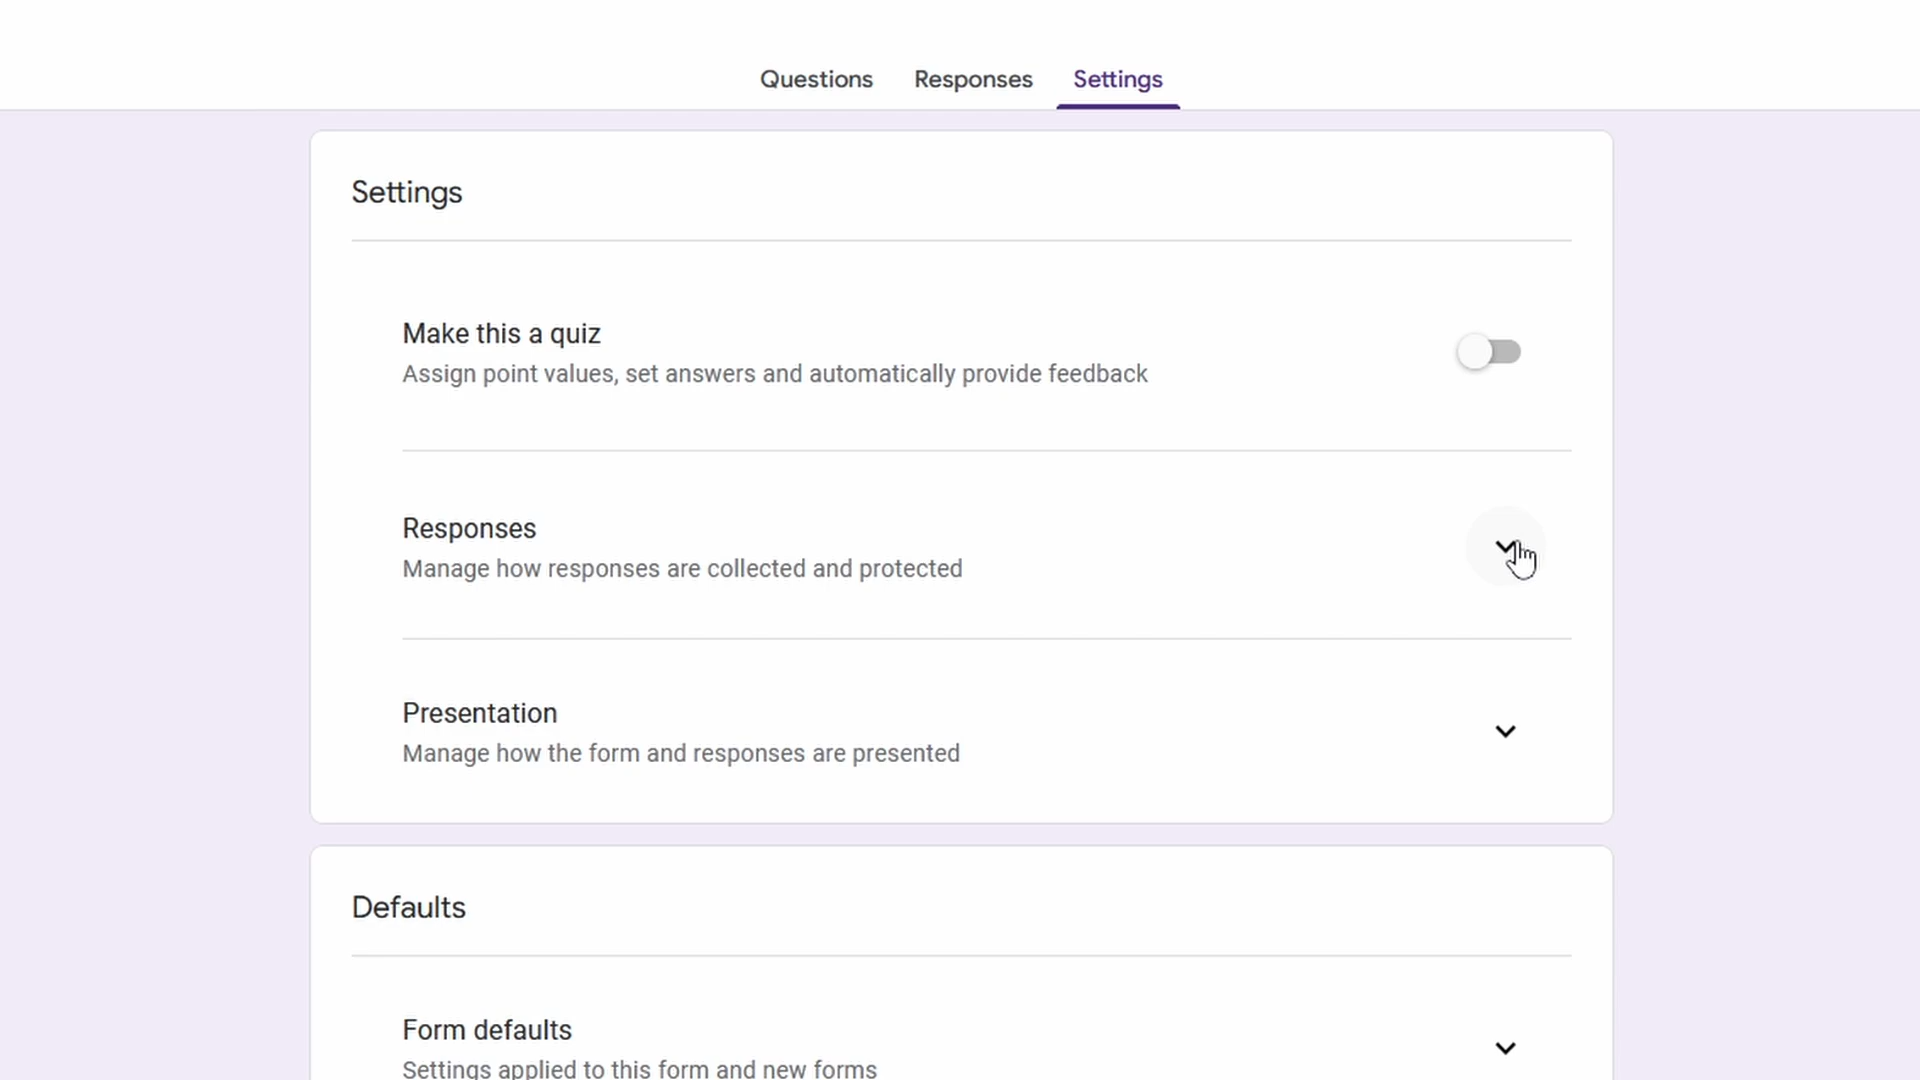 Questions Responses Settings
Settings
Make this a quiz
Assign point values, set answers and automatically provide feedback
Responses
Manage how responses are collected and protected
Presentation
Manage how the form and responses are presented
Defaults
Form defaults
Settings applied to this form and new forms